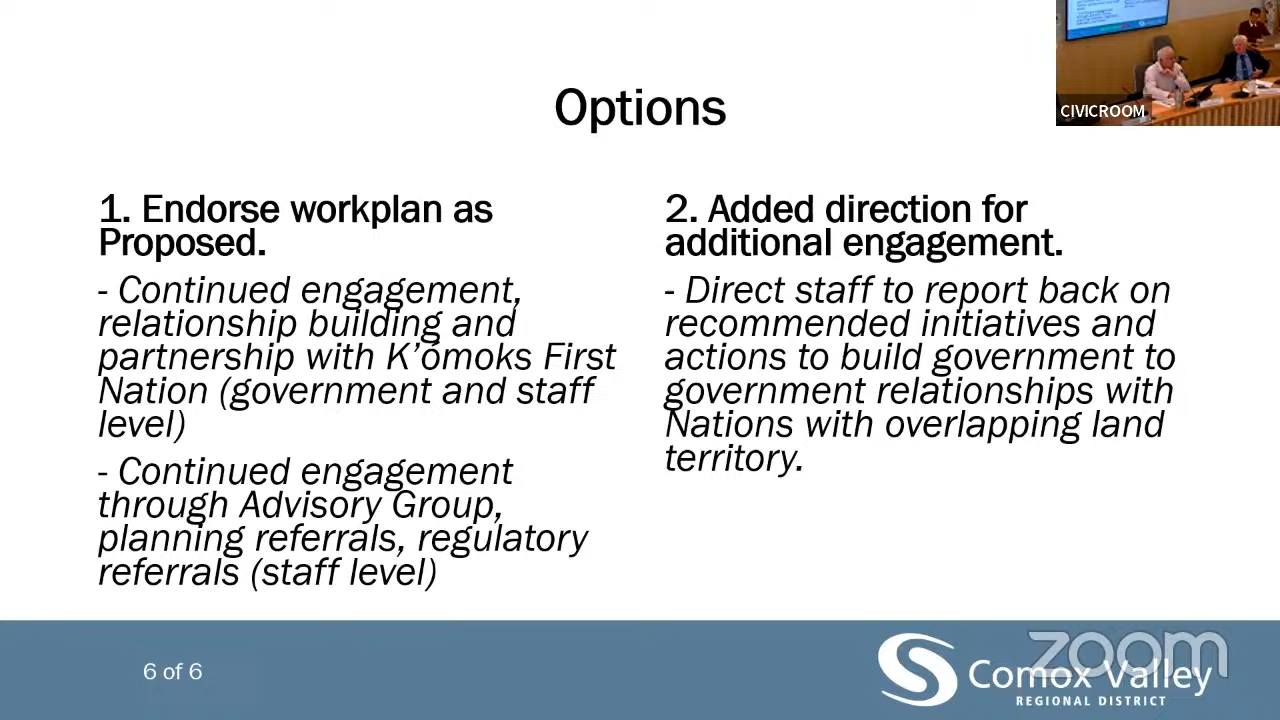 Options
CIVICROOM
1. Endorse workplan as
Proposed.
- Continued engagement,
relationship building and
partnership with K’ómoks First
Nation (government and staff
level)
- Continued engagement
through Advisory Group,
planning referrals, regulatory
referrals (staff level)
2. Added direction for
additional engagement.
- Direct staff to report back on
recommended initiatives and
actions to build government to
government relationships with
Nations with overlapping land
territory.
6 of 6
zoom
Comox Valley
REGIONAL DISTRICT